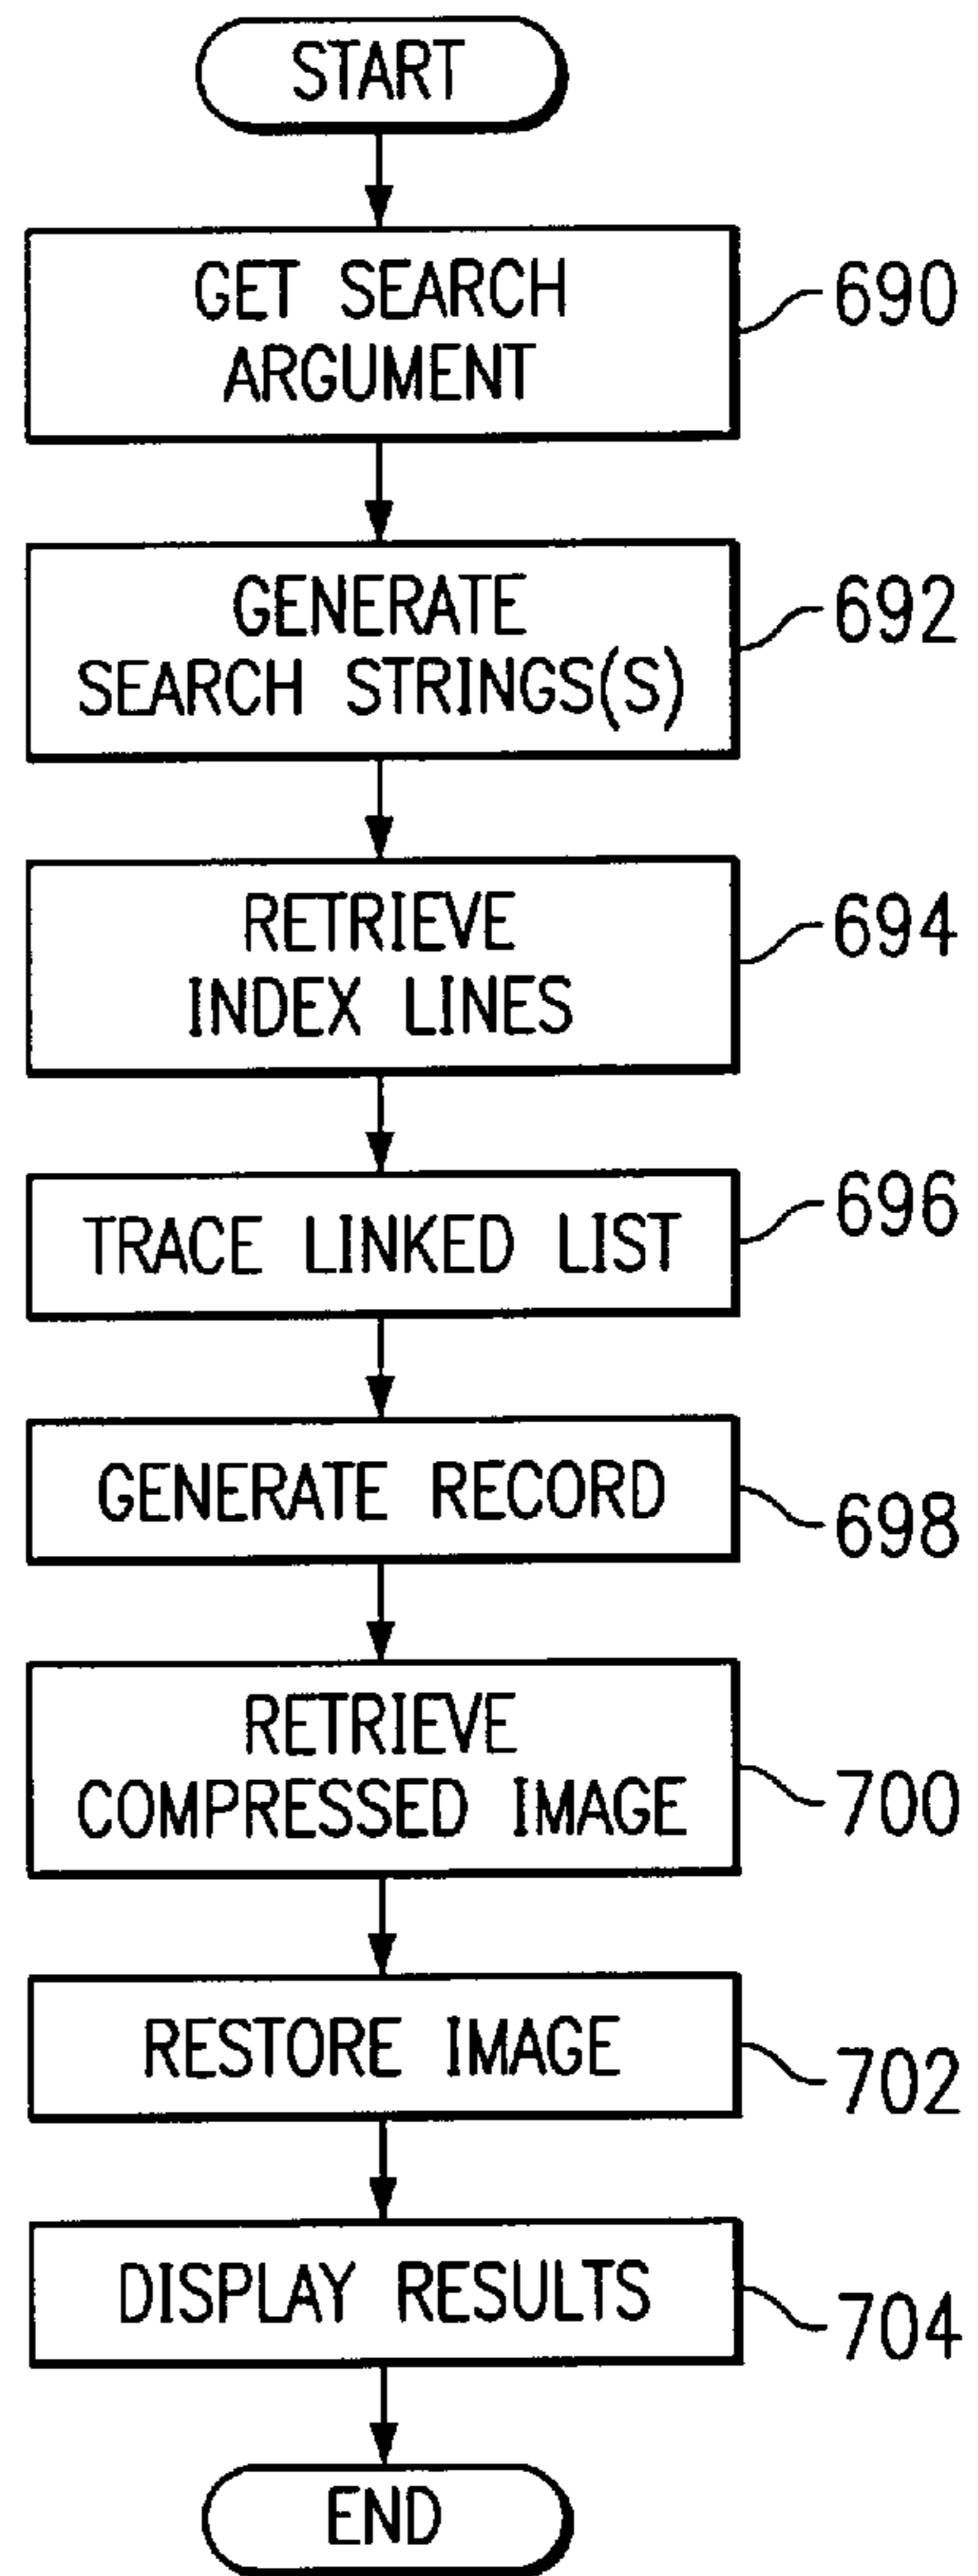 START
GET SEARCH
ARGUMENT
690
GENERATE
SEARCH STRINGS(S)
692
RETRIEVE
INDEX LINES
694
TRACE LINKED LIST
696
GENERATE RECORD
698
RETRIEVE
COMPRESSED IMAGE
700
RESTORE IMAGE
702
DISPLAY RESULTS
704
END